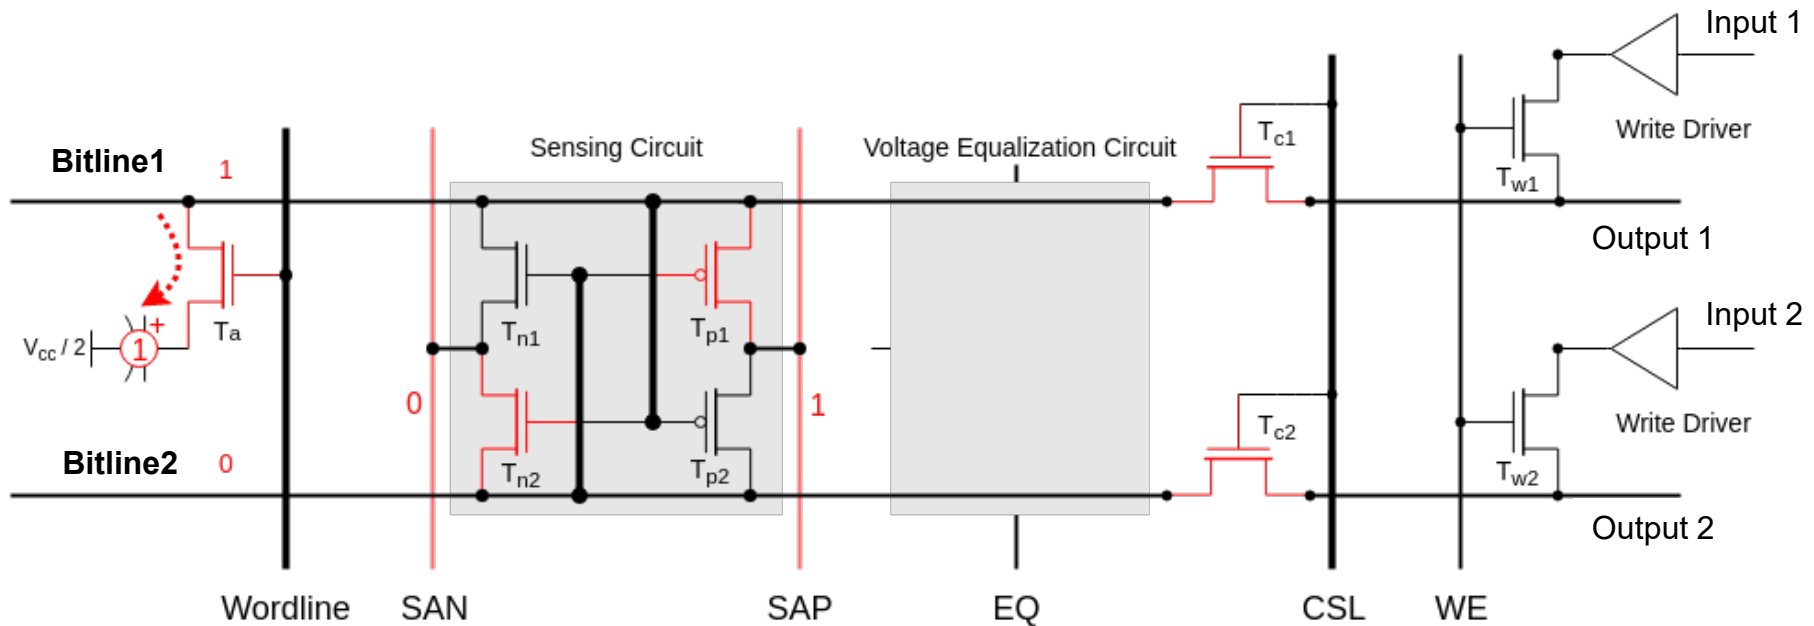 Input 1
Write Driver
Sensing Circuit
Voltage Equalization Circuit
Tc1
Bitline1
1
Tw1
Output 1
Ta
Tn1
Tp1
Vcc / 2
1
+
Input 2
0
1
Tc2
Write Driver
Bitline2
0
Tn2
Tp2
Tw2
Output 2
Wordline
SAN
SAP
EQ
CSL
WE